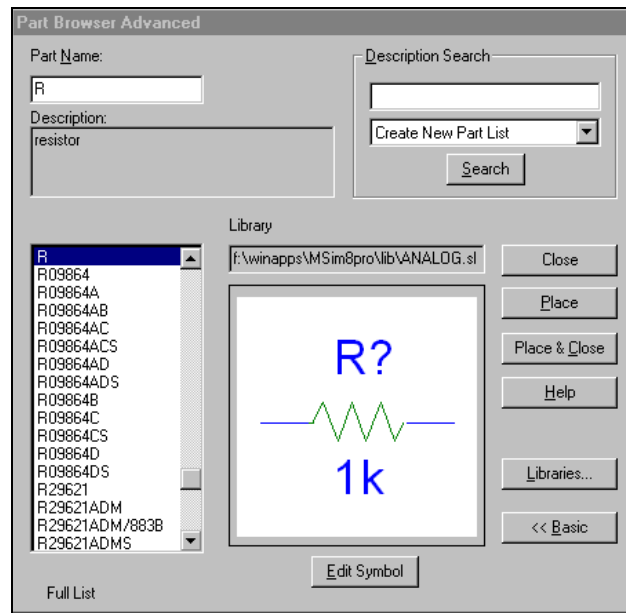 Part Browser Advanced
Part Name:
R
Description:
resistor
Description Search
Create New Part List
Search
Library
f:\winapps\MSim8pro\lib\ANALOG.sl
R
R09864
R09864A
R09864AB
R09864AC
R09864ACS
R09864AD
R09864ADS
R09864B
R09864C
R09864CS
R09864D
R09864DS
R29621
R29621ADM
R29621ADM/883B
R29621ADMS
Full List
R?
1k
Edit Symbol
Close
Place
Place & Close
Help
Libraries...
<< Basic